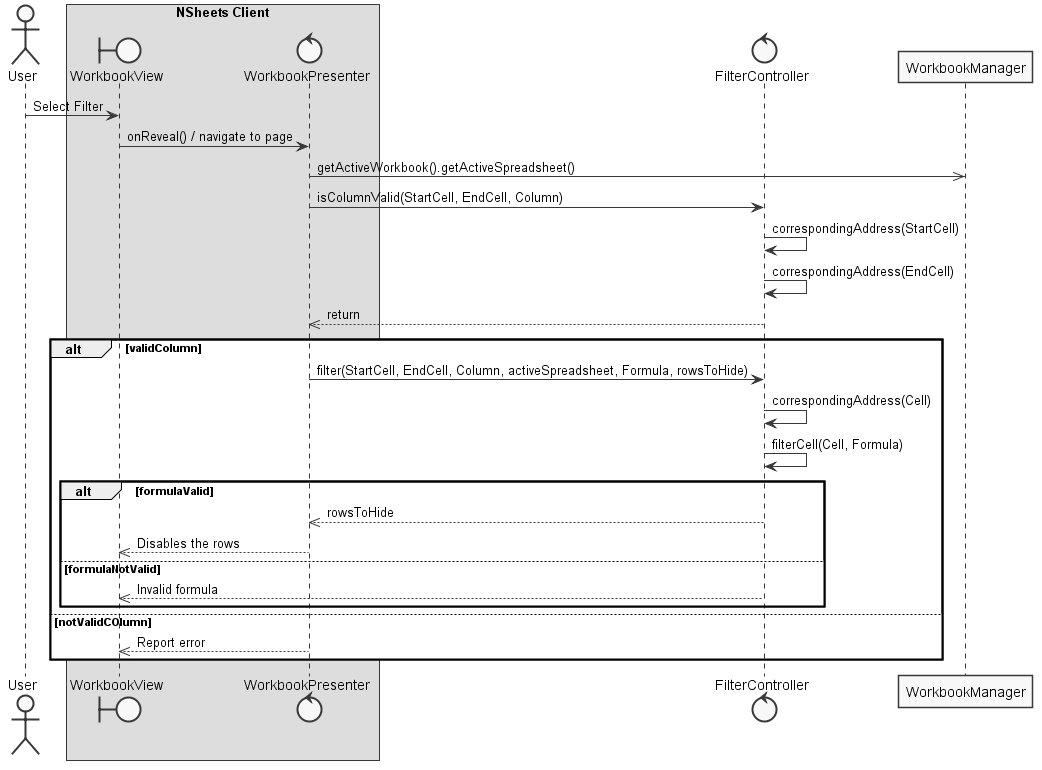 NSheets Client
User
WorkbookView
WorkbookPresenter
FilterController
WorkbookManager
Select Filter
onReveal() / navigate to page
getActiveWorkbook().getActiveSpreadsheet()
isColumnValid(StartCell, EndCell, Column)
correspondingAddress(StartCell)
correspondingAddress(EndCell)
return
alt [validColumn]
filter(StartCell, EndCell, Column, activeSpreadsheet, Formula, rowsToHide)
correspondingAddress(Cell)
filterCell(Cell, Formula)
alt [formulaValid]
rowsToHide
Disables the rows
[formulaNotValid]
Invalid formula
[notValidCOlumn]
Report error
User
WorkbookView
WorkbookPresenter
FilterController
WorkbookManager